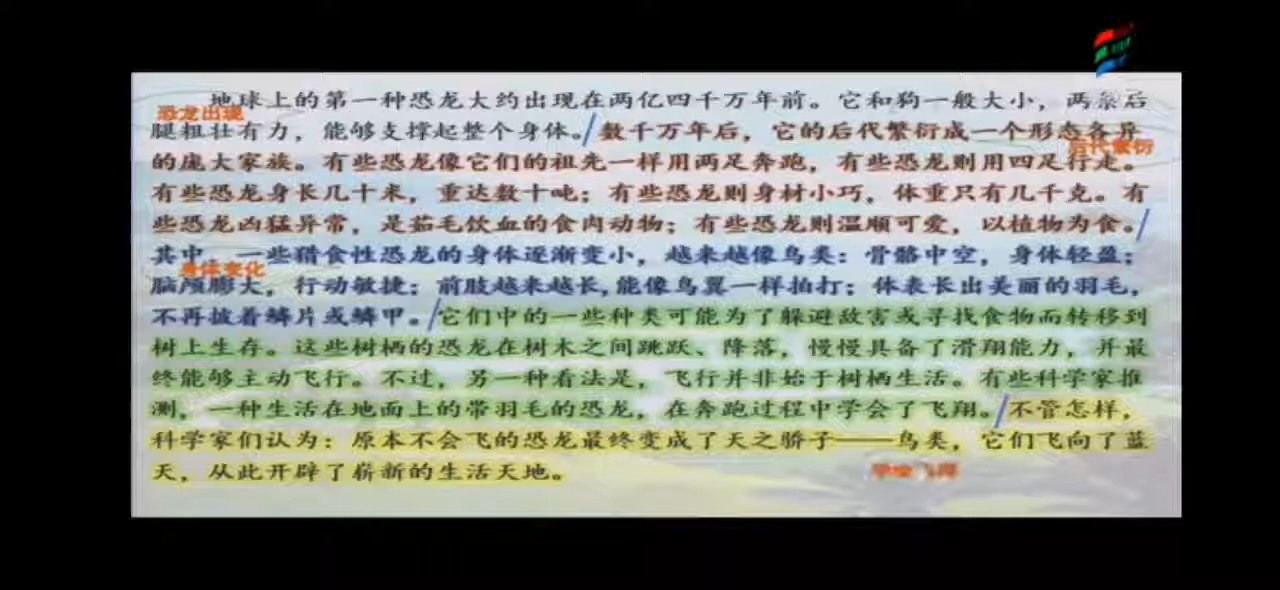 地球上的第一种恐龙大约出现在两亿四千万年前。它和狗一般大小，两条后
恐龙出现
腿粗壮有力，能够支撑起整个身体。/数千万年后，它的后代繁衍成一个形态各异
后代繁衍
的庞大家族。有些恐龙像它们的祖先一样用两足奔跑，有些恐龙则用四足行走。
有些恐龙身长几十米，重达数十吨；有些恐龙则身材小巧，体重只有几千克。有
些恐龙凶猛异常，是茹毛饮血的食肉动物；有些恐龙则温顺可爱，以植物为食。/
其中，一些猎食性恐龙的身体逐渐变小，越来越像鸟类：骨骼中空，身体轻盈；
身体变化
脑颅膨大，行动敏捷；前肢越来越长，能像鸟翼一样拍打；体表长出美丽的羽毛，
不再披着鳞片或鳞甲。/它们中的一些种类可能为了躲避敌害或寻找食物而转移到
树上生存。这些树栖的恐龙在树木之间跳跃、降落，慢慢具备了滑翔能力，并最
终能够主动飞行。不过，另一种看法是，飞行并非始于树栖生活。有些科学家推
测，一种生活在地面上的带羽毛的恐龙，在奔跑过程中学会了飞翔。/不管怎样，
科学家们认为：原本不会飞的恐龙最终变成了天之骄子——鸟类，它们飞向了蓝
天，从此开辟了崭新的生活天地。